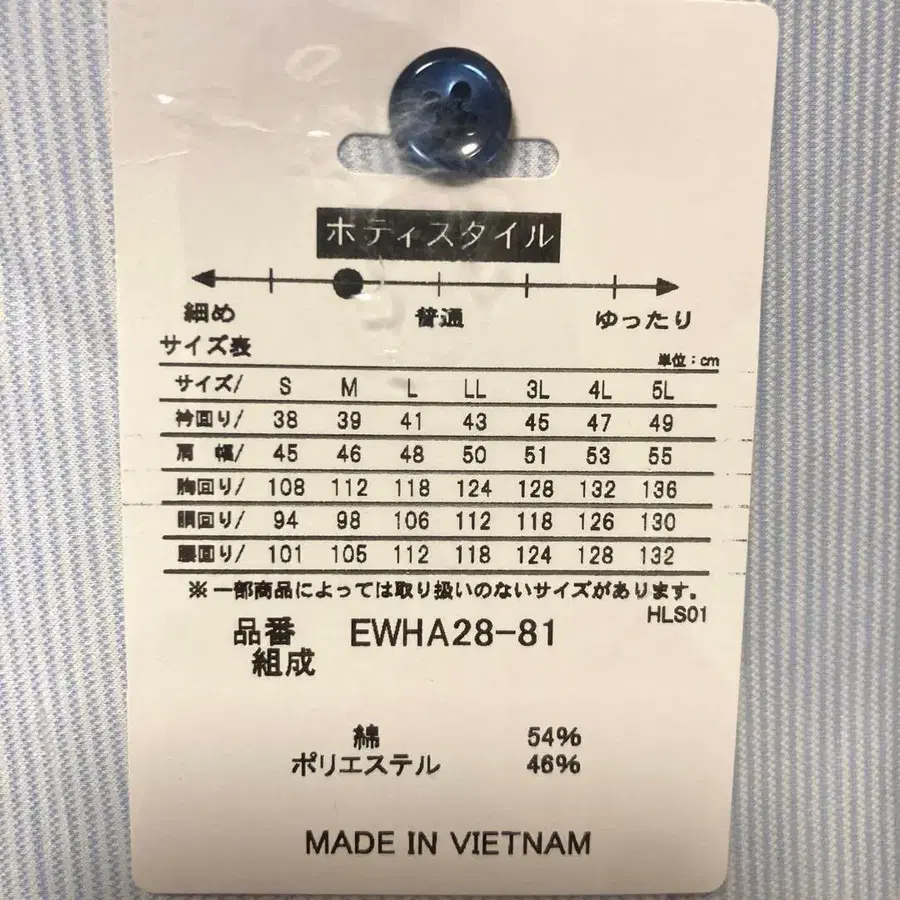 ボディスタイル
細め 普通 ゆったり
サイズ表 単位:cm
サイズ/ S M L LL 3L 4L 5L
衿回り/ 38 39 41 43 45 47 49
肩幅/ 45 46 48 50 51 53 55
胸回り/ 108 112 118 124 128 132 136
胴回り/ 94 98 106 112 118 126 130
腰回り/ 101 105 112 118 124 128 132
※一部商品によっては取り扱いのないサイズがあります。
HLS01
品番 EWHA28-81
組成
綿 54%
ポリエステル 46%
MADE IN VIETNAM